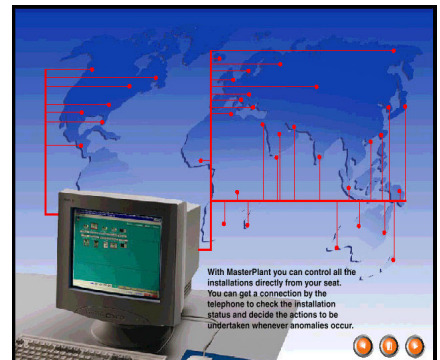 With MasterPlant you can control all the
installations directly from your seat.
You can get a connection by the
telephone to check the installation
status and decide the actions to be
undertaken whenever anomalies occur.